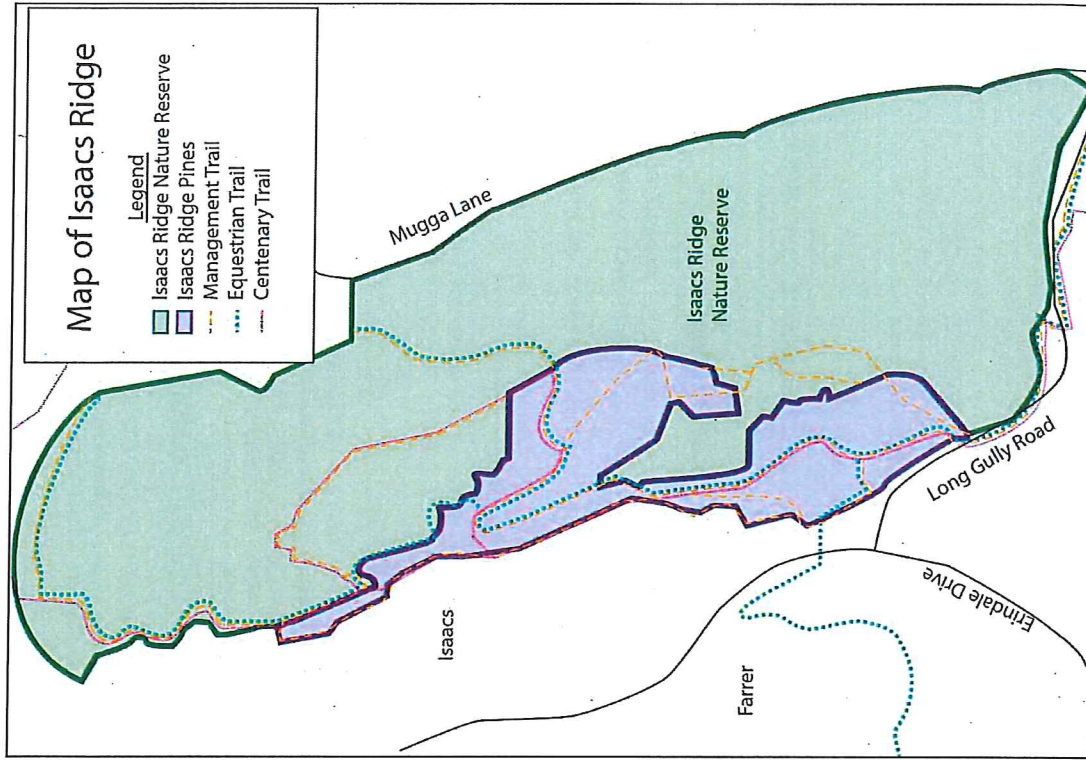 Map of Isaacs Ridge
Legend
Isaacs Ridge Nature Reserve
Isaacs Ridge Pines
Management Trail
Equestrian Trail
Centenary Trail
Mugga Lane
Isaacs Ridge
Nature Reserve
Isaacs
Long Gully Road
Erindale Drive
Farrer